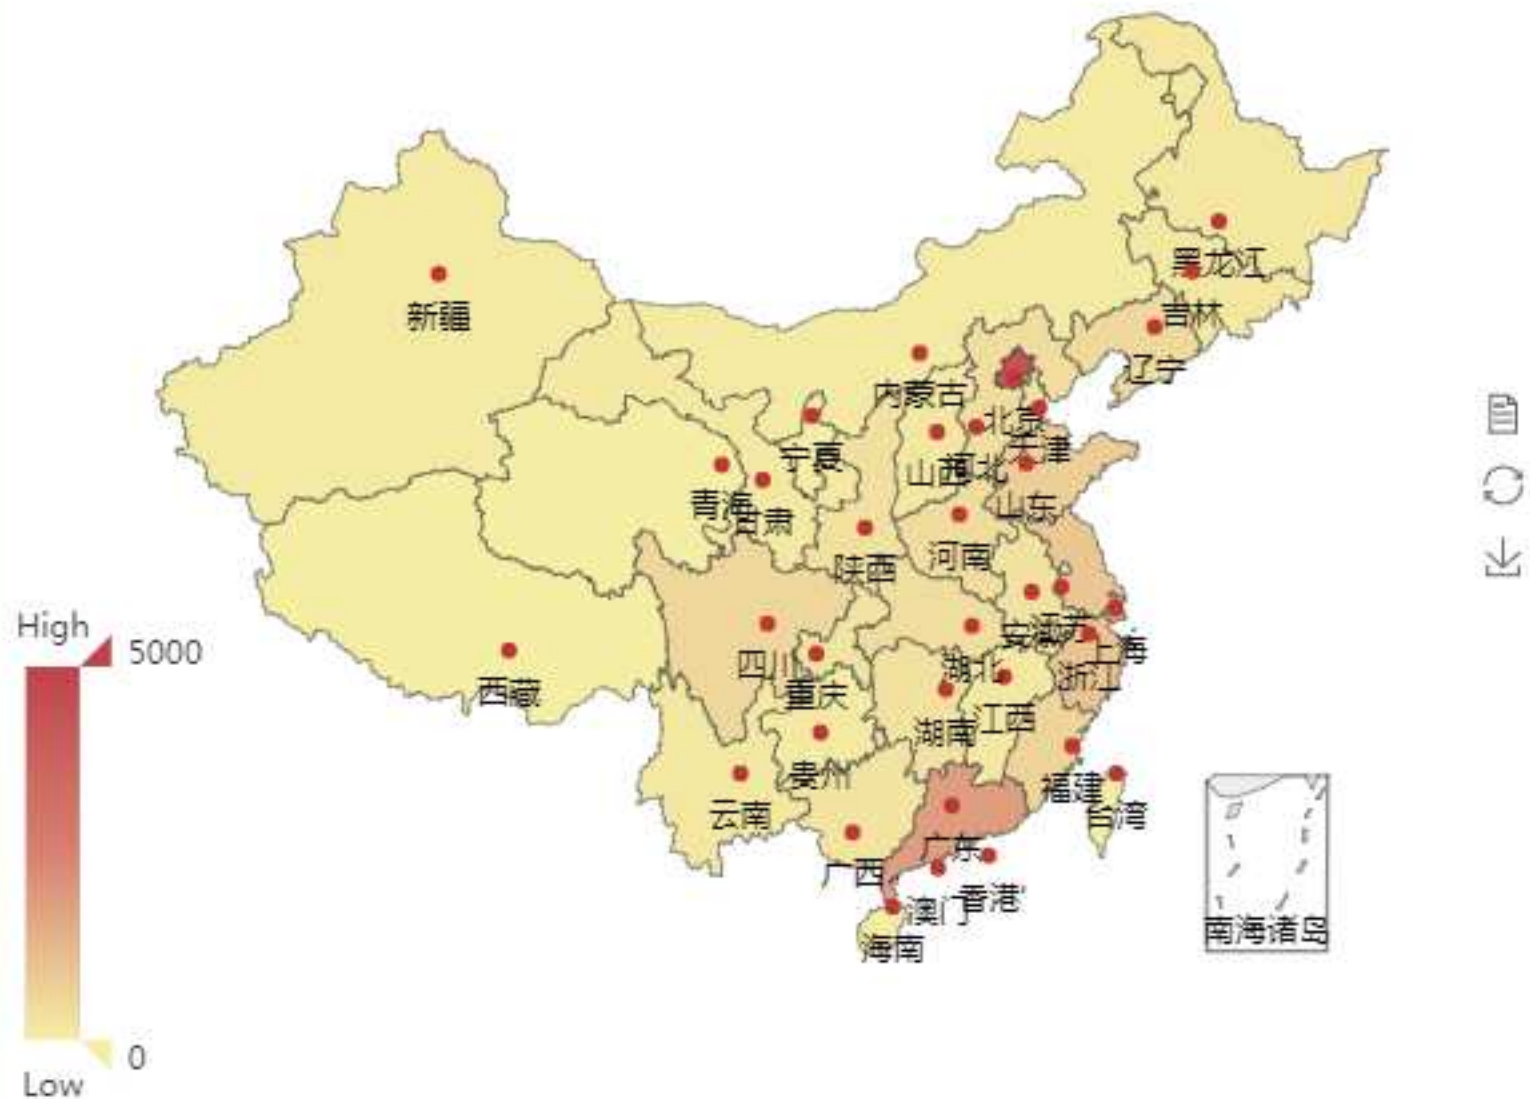 黑龙江
新疆
吉林
辽宁
内蒙古
北京
天津
宁夏
山西
河北
青海
甘肃
山东
陕西
河南
High
5000
安徽
江苏
上海
四川
湖北
西藏
重庆
浙江
湖南
江西
贵州
福建
云南
台湾
广东
广西
香港
澳门
南海诸岛
海南
0
Low